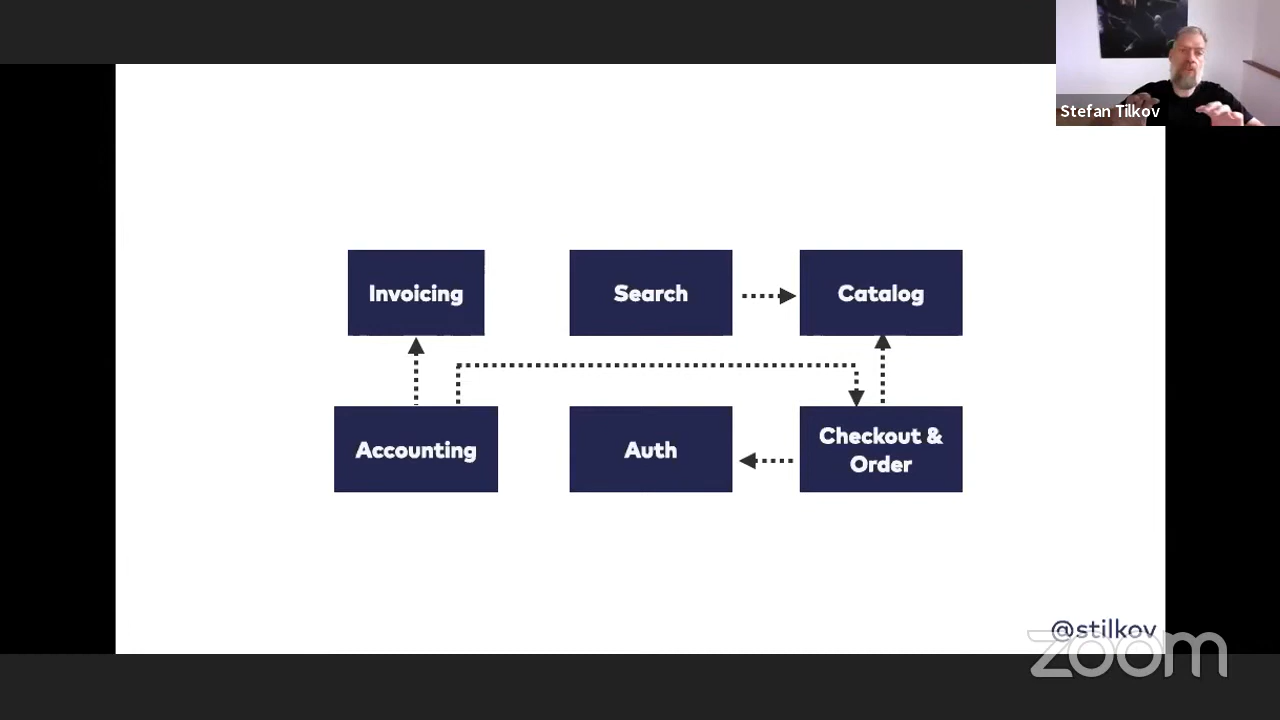 Stefan Tilkov
Invoicing
Search
Catalog
Accounting
Auth
Checkout &
Order
@stilkov
zoom